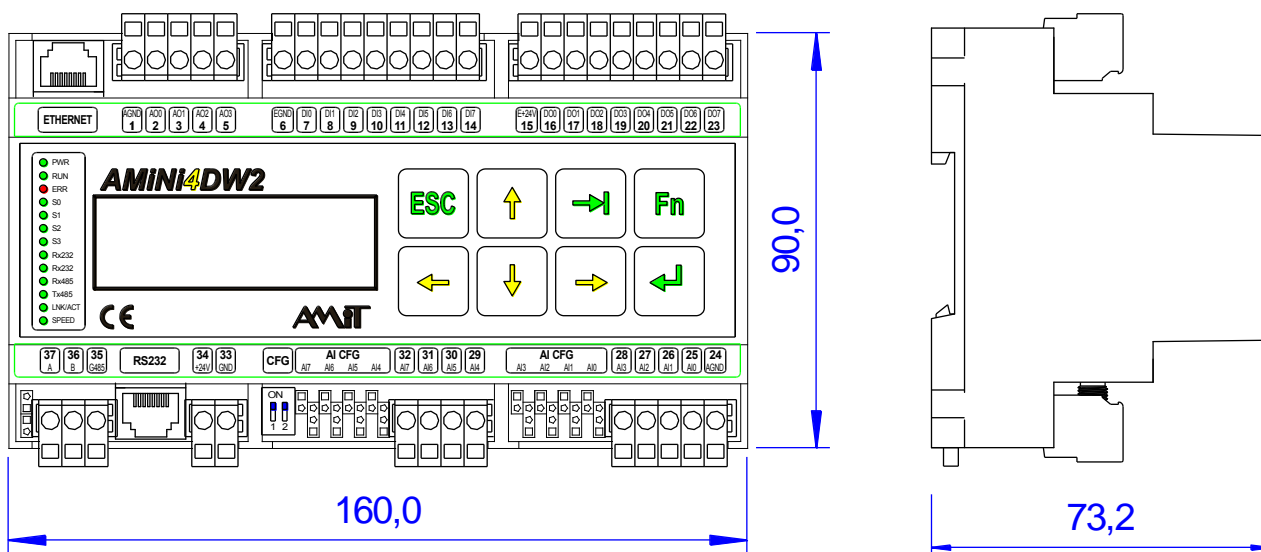 ETHERNET
AGND AO0 AO1 AO2 AO3
1 2 3 4 5
EGND DI0 DI1 DI2 DI3 DI4 DI5 DI6 DI7
6 7 8 9 10 11 12 13 14
E+24V DO0 DO1 DO2 DO3 DO4 DO5 DO6 DO7
15 16 17 18 19 20 21 22 23
PWR
RUN
ERR
S0
S1
S2
S3
Rx232
Rx232
Rx485
Tx485
LNK/ACT
SPEED
AMiNi4DW2
ESC
Fn
CE
AMiT
90,0
37 36 35
A B G485
RS232
34 33
+24V GND
CFG
AI CFG
AI7 AI6 AI5 AI4
32 31 30 29
AI7 AI6 AI5 AI4
AI CFG
AI3 AI2 AI1 AI0
28 27 26 25 24
AI3 AI2 AI1 AI0 AGND
ON
1 2
160,0
73,2